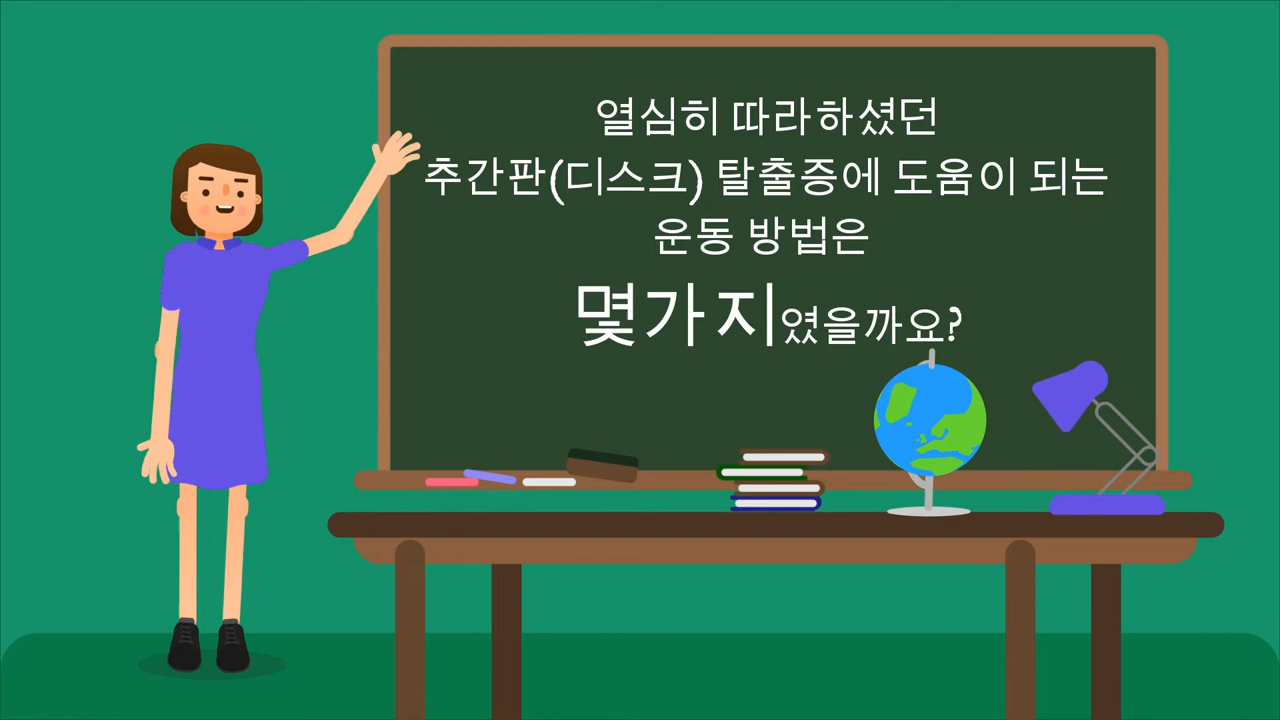 열심히 따라하셨던
추간판(디스크) 탈출증에 도움이 되는
운동 방법은
몇가지였을까요?